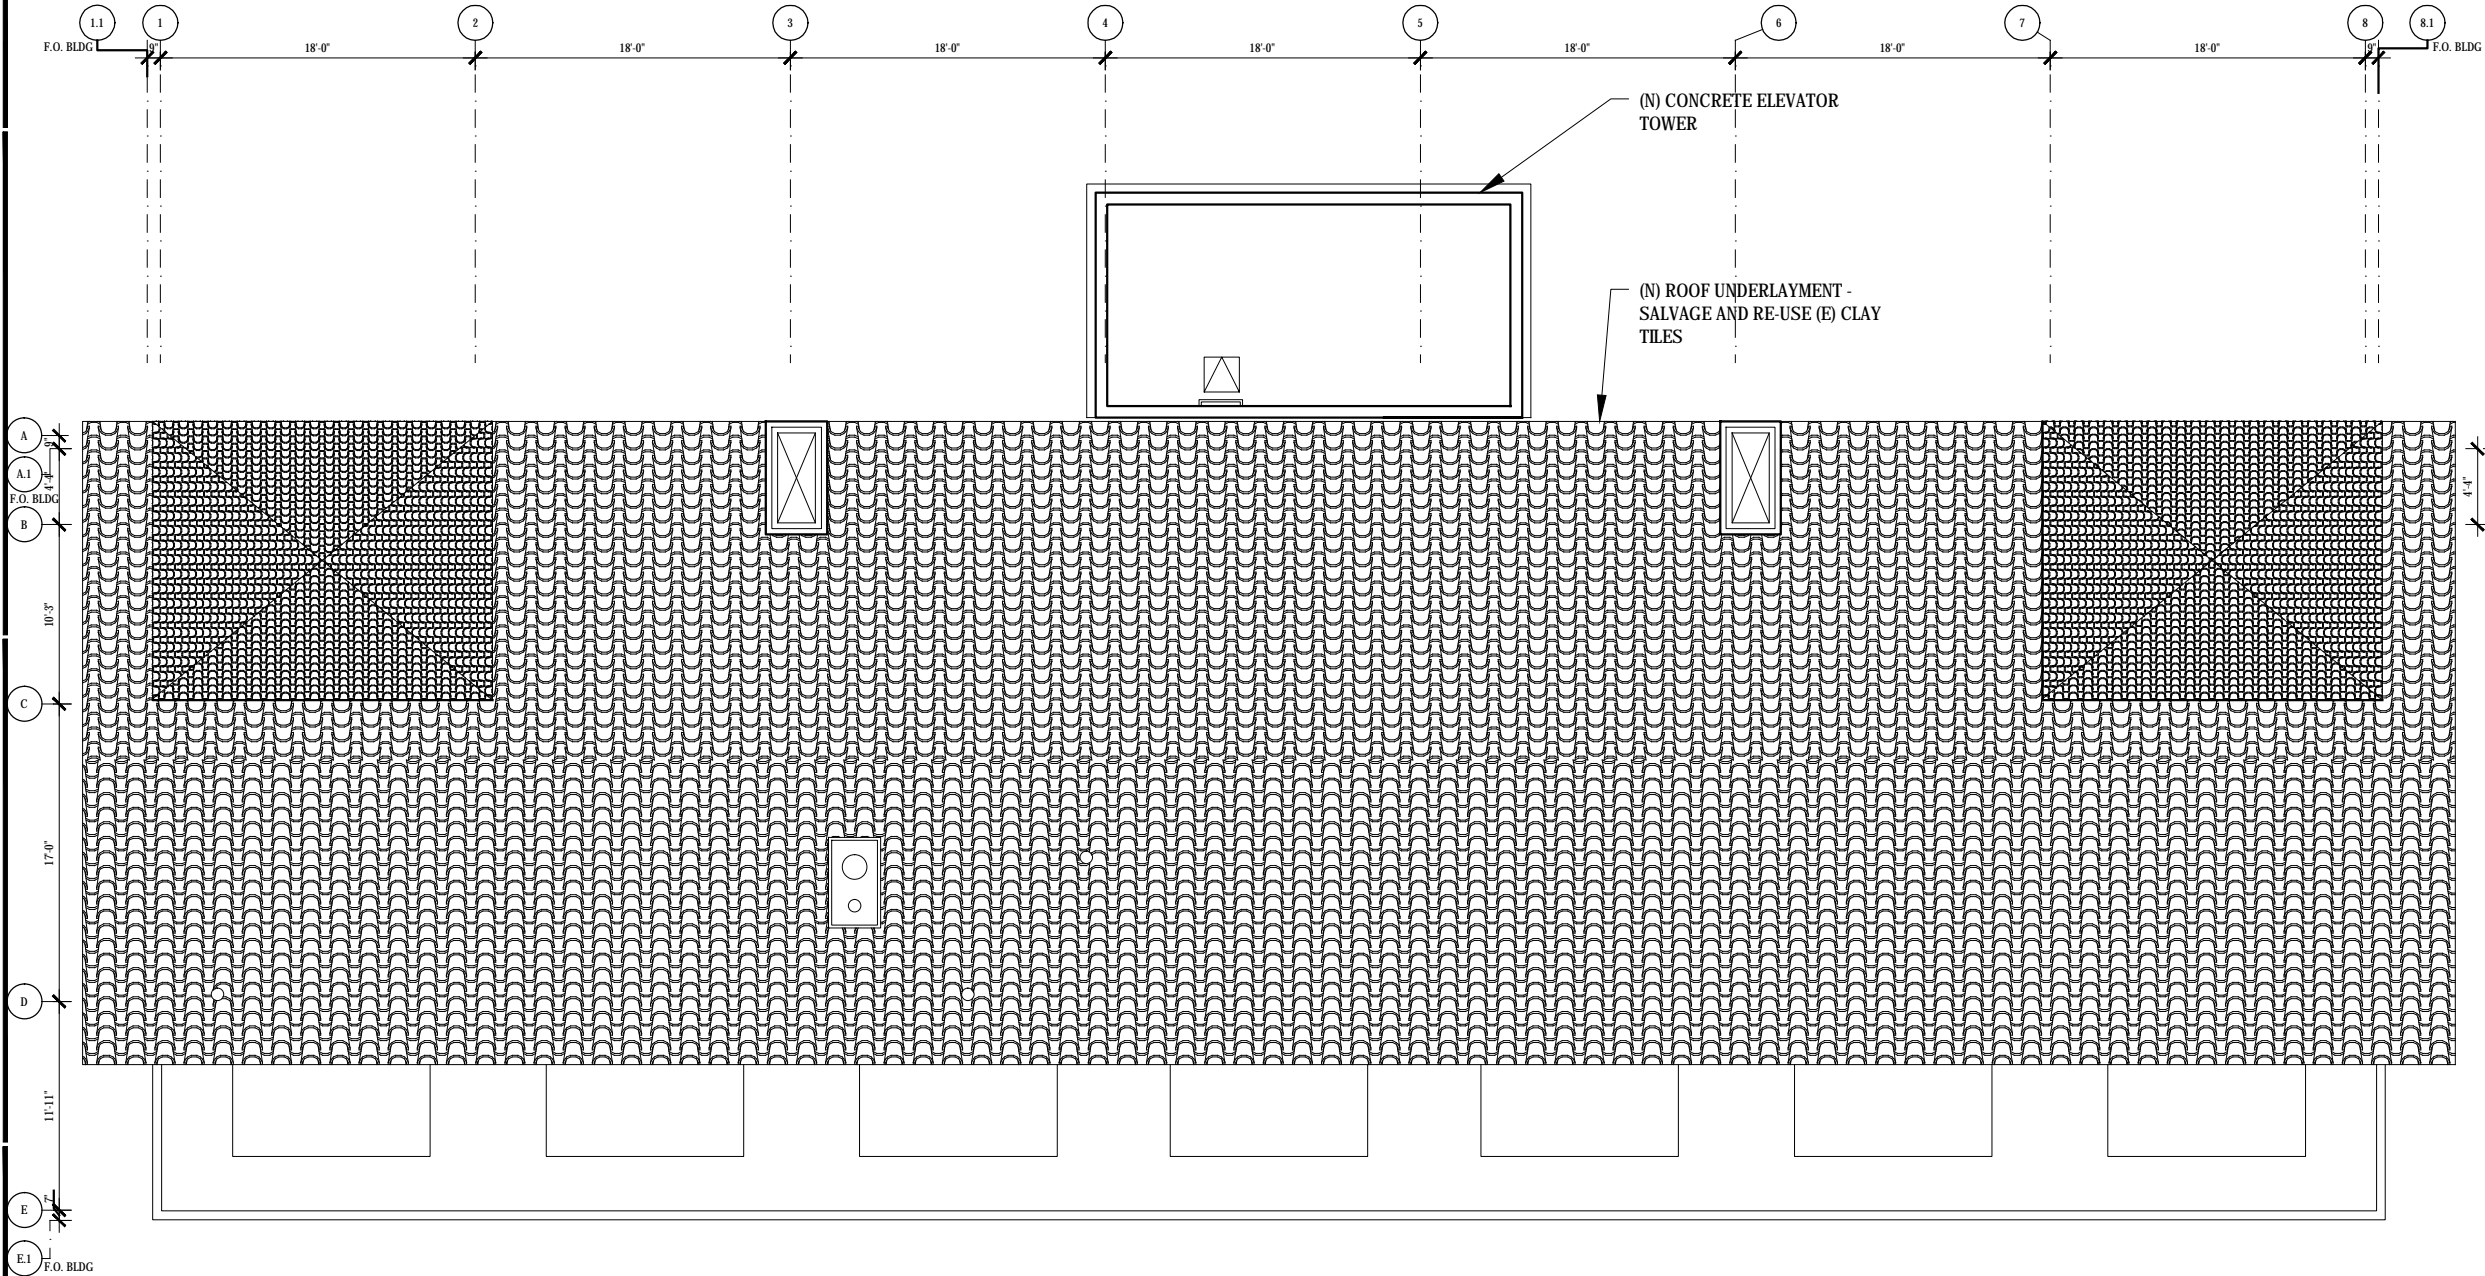 1.1
1
2
3
4
5
6
7
8
8.1
F.O. BLDG
9"
18'-0"
18'-0"
18'-0"
18'-0"
18'-0"
18'-0"
18'-0"
9"
F.O. BLDG
(N) CONCRETE ELEVATOR
TOWER
(N) ROOF UNDERLAYMENT -
SALVAGE AND RE-USE (E) CLAY
TILES
A
9"
A.1
4'-4"
F.O. BLDG
B
4'-4"
10'-3"
C
17'-0"
D
11'-11"
E
7"
E.1
F.O. BLDG